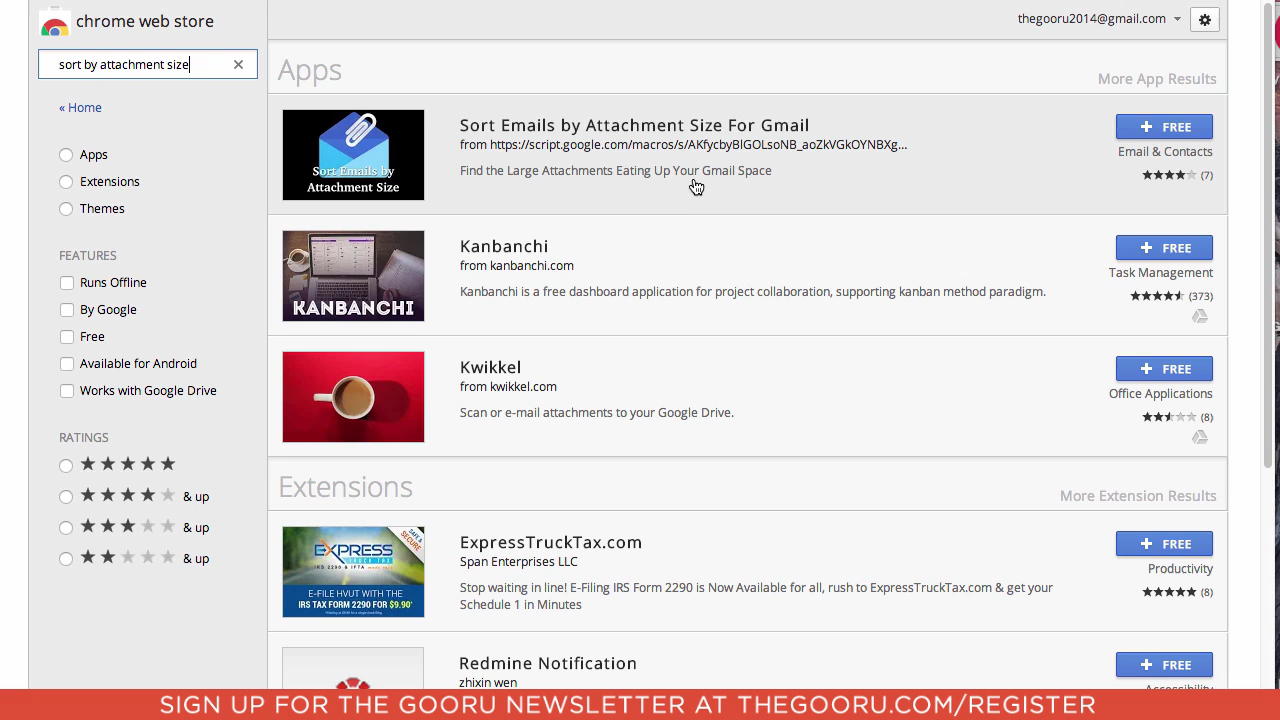 chrome web store
thegooru2014@gmail.com
sort by attachment size
« Home
Apps
Extensions
Themes
FEATURES
Runs Offline
By Google
Free
Available for Android
Works with Google Drive
RATINGS
& up
& up
& up
Apps
More App Results
Sort Emails by Attachment Size
Sort Emails by Attachment Size For Gmail
from https://script.google.com/macros/s/AKfycbyBlGOLsoNB_aoZkVGkOYNBXg...
Find the Large Attachments Eating Up Your Gmail Space
+ FREE
Email & Contacts
(7)
KANBANCHI
Kanbanchi
from kanbanchi.com
Kanbanchi is a free dashboard application for project collaboration, supporting kanban method paradigm.
+ FREE
Task Management
(373)
Kwikkel
from kwikkel.com
Scan or e-mail attachments to your Google Drive.
+ FREE
Office Applications
(8)
Extensions
More Extension Results
SAFE & SECURE
EXPRESS
TRUCK TAX
IRS 2290 & IFTA
E-FILE HVUT WITH THE
IRS TAX FORM 2290 FOR $9.90*
ExpressTruckTax.com
Span Enterprises LLC
Stop waiting in line! E-Filing IRS Form 2290 is Now Available for all, rush to ExpressTruckTax.com & get your
Schedule 1 in Minutes
+ FREE
Productivity
(8)
Redmine Notification
zhixin wen
+ FREE
SIGN UP FOR THE GOORU NEWSLETTER AT THEGOORU.COM/REGISTER